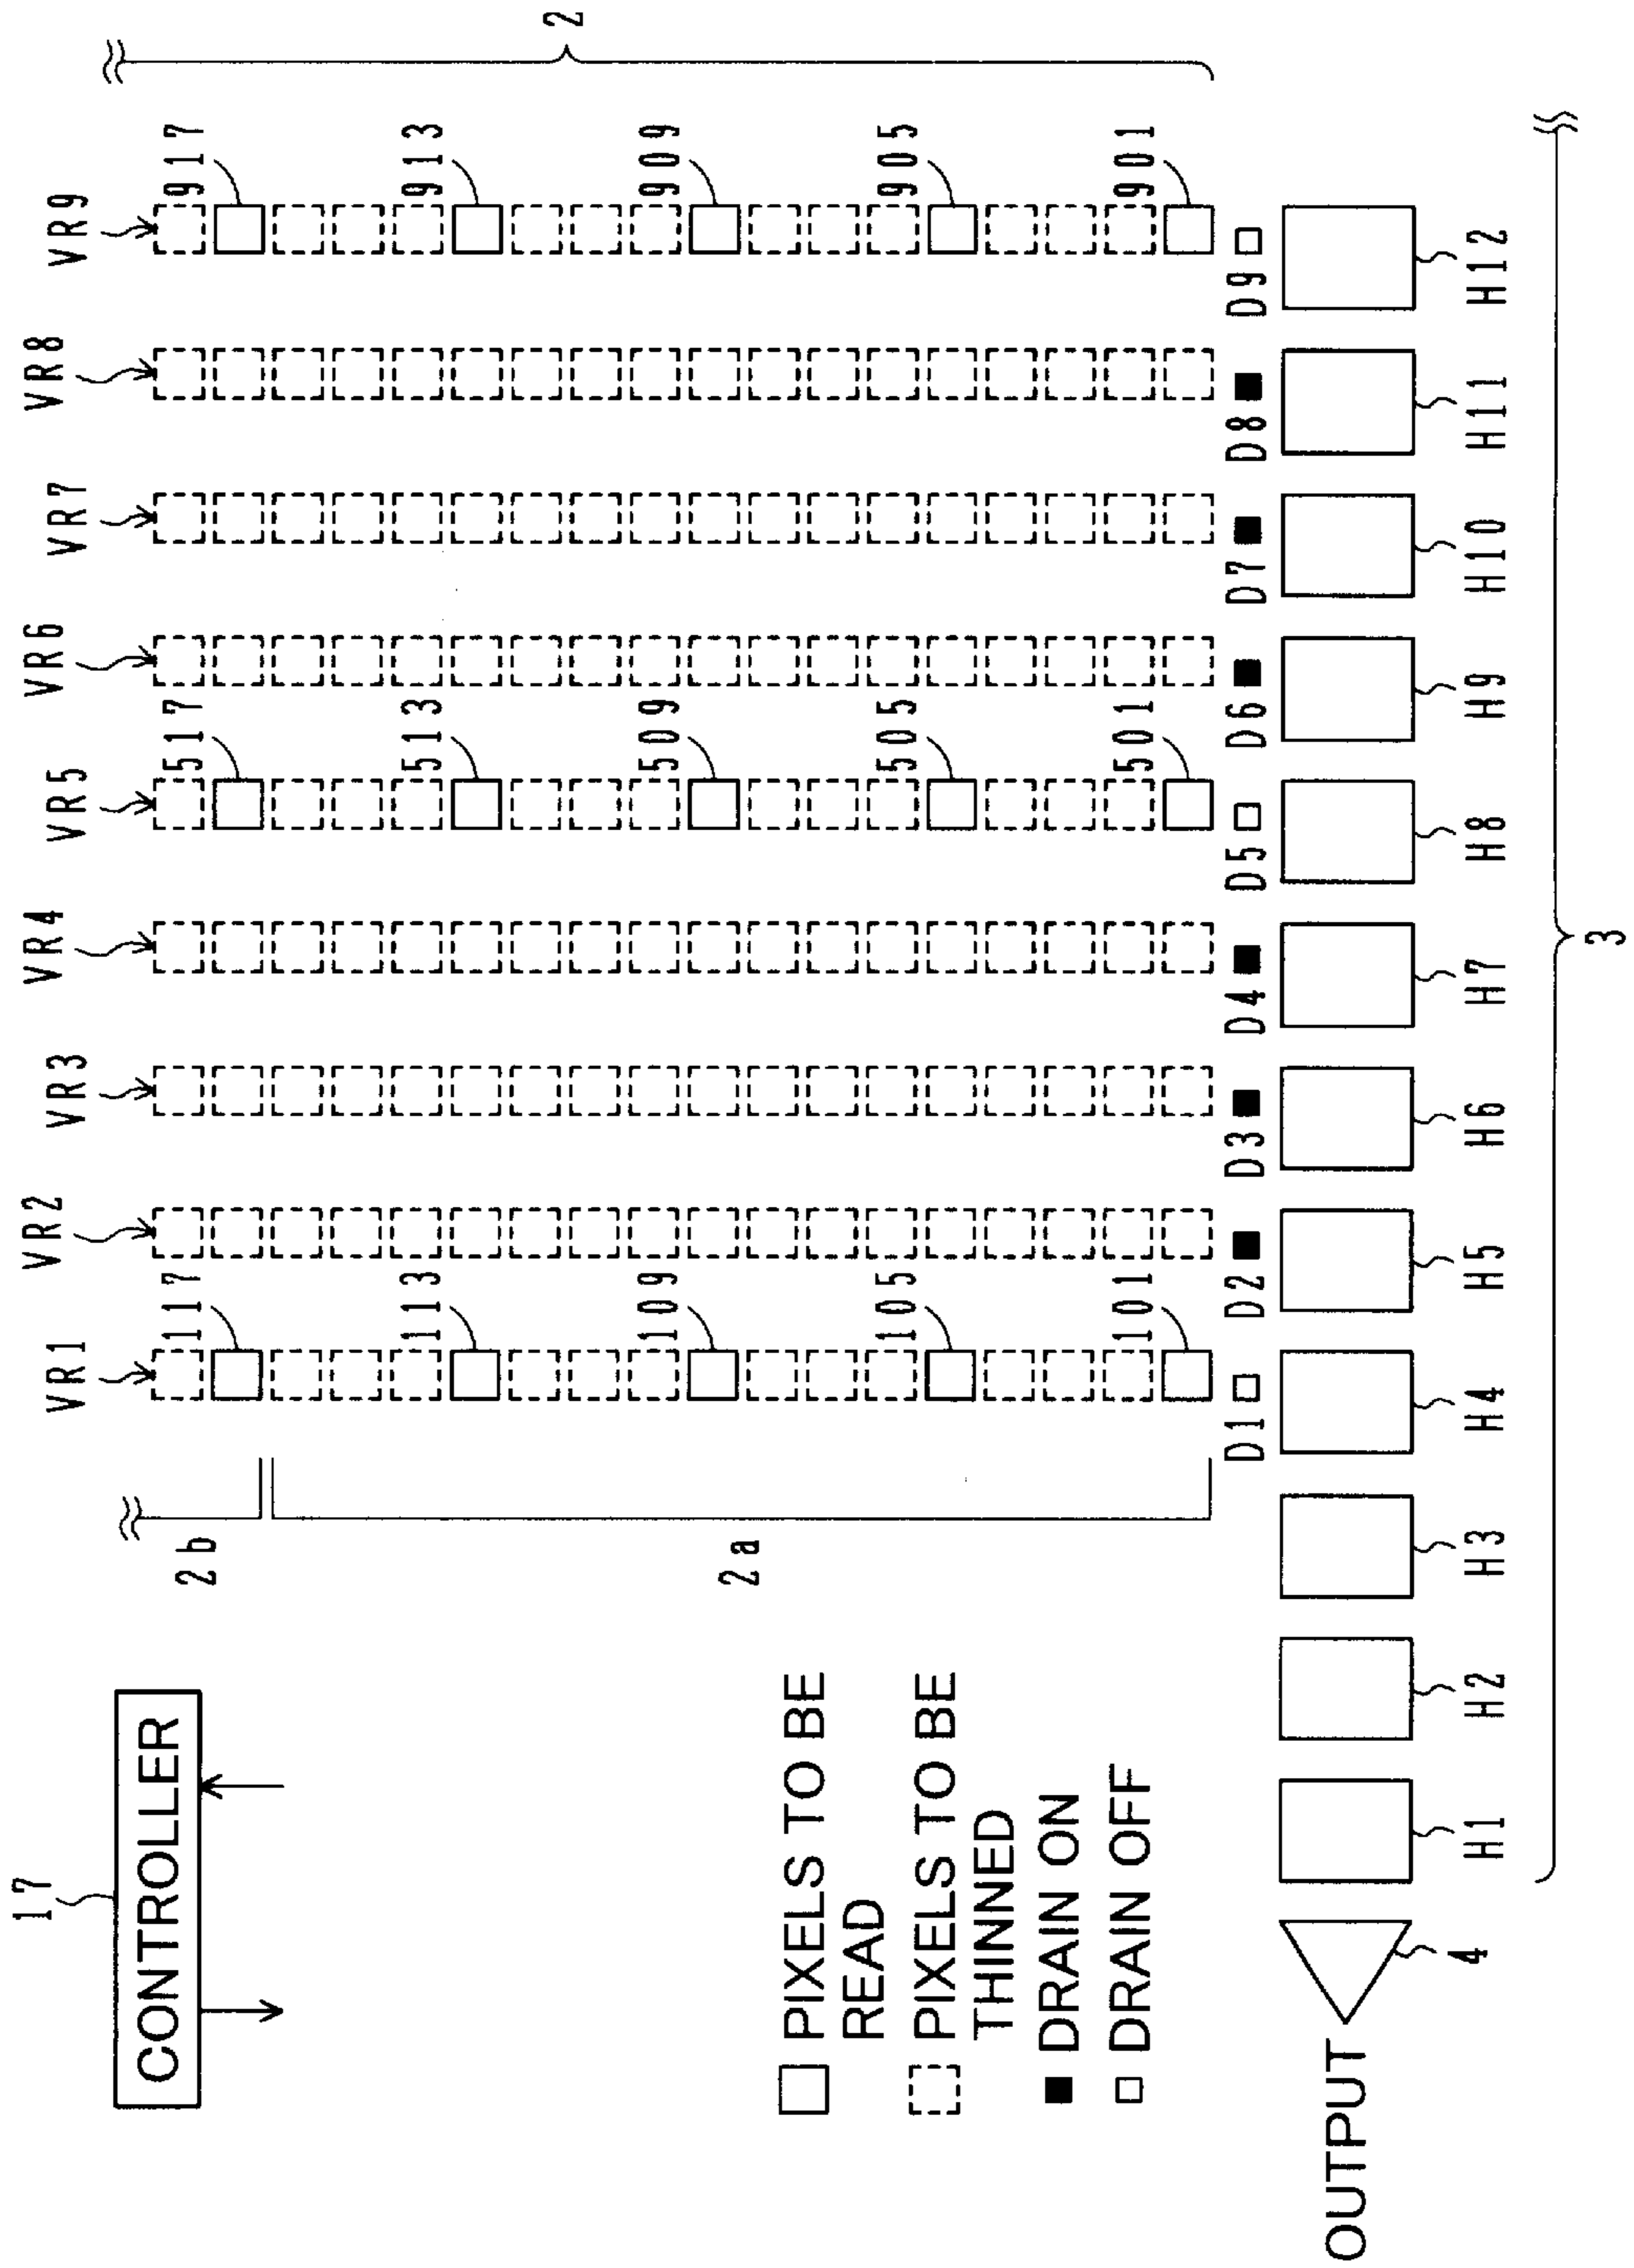 17
CONTROLLER
2b
2a
2
VR1
VR2
VR3
VR4
VR5
VR6
VR7
VR8
VR9
117
113
109
105
101
517
513
509
505
501
917
913
909
905
901
PIXELS TO BE
READ
PIXELS TO BE
THINNED
DRAIN ON
DRAIN OFF
D1
D2
D3
D4
D5
D6
D7
D8
D9
OUTPUT
4
H1
H2
H3
H4
H5
H6
H7
H8
H9
H10
H11
H12
3